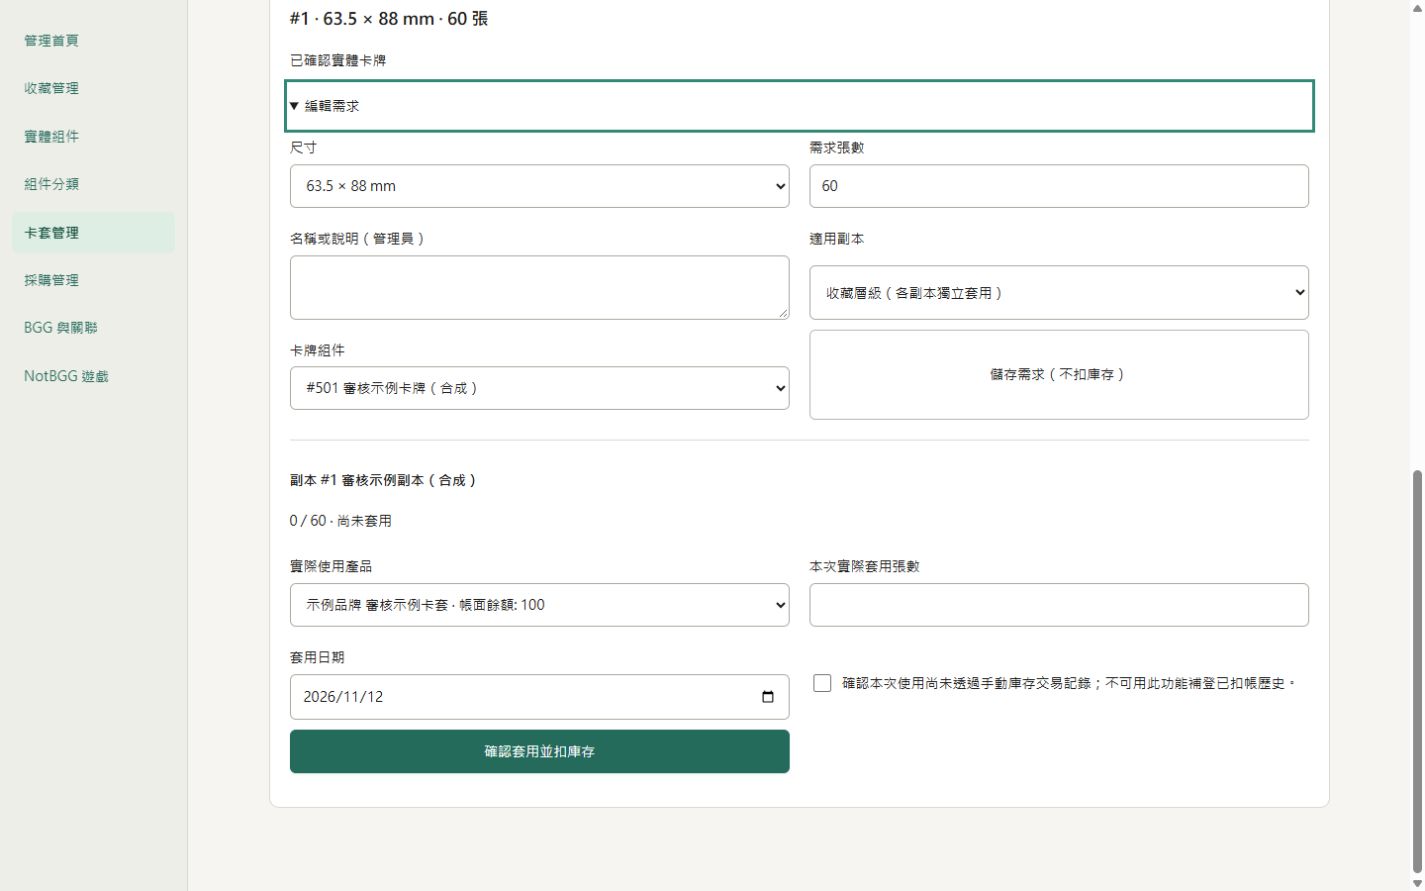 管理首頁
收藏管理
實體組件
組件分類
卡套管理
採購管理
BGG 與關聯
NotBGG 遊戲
#1 · 63.5 × 88 mm · 60 張
已確認實體卡牌
▼ 編輯需求
尺寸
63.5 × 88 mm
需求張數
60
名稱或說明（管理員）
適用副本
收藏層級（各副本獨立套用）
卡牌組件
#501 審核示例卡牌（合成）
儲存需求（不扣庫存）
副本 #1 審核示例副本（合成）
0 / 60 · 尚未套用
實際使用產品
示例品牌 審核示例卡套 · 帳面餘額: 100
本次實際套用張數
套用日期
2026/11/12
確認本次使用尚未透過手動庫存交易記錄；不可用此功能補登已扣帳歷史。
確認套用並扣庫存